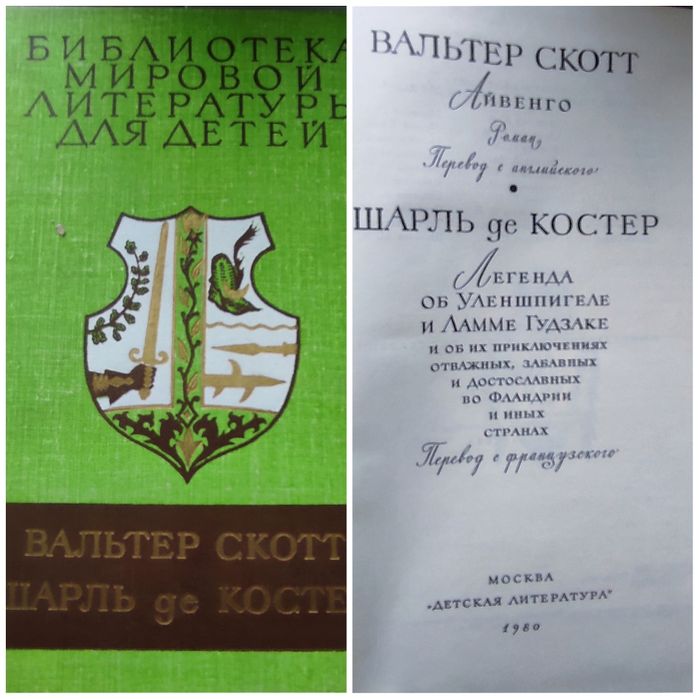 БИБЛИОТЕКА
МИРОВОЙ
ЛИТЕРАТУРЫ
ДЛЯ ДЕТЕЙ
ВАЛЬТЕР СКОТТ
ШАРЛЬ де КОСТЕ
ВАЛЬТЕР СКОТТ
АЙВЕНГО
Роман
Перевод с английского
•
ШАРЛЬ де КОСТЕР
ЛЕГЕНДА
ОБ УЛЕНШПИГЕЛЕ
И ЛАММЕ ГУДЗАКЕ
И ОБ ИХ ПРИКЛЮЧЕНИЯХ
ОТВАЖНЫХ, ЗАБАВНЫХ
И ДОСТОСЛАВНЫХ
ВО ФЛАНДРИИ
И ИНЫХ
СТРАНАХ
Перевод с французского
МОСКВА
"ДЕТСКАЯ ЛИТЕРАТУРА"
1980